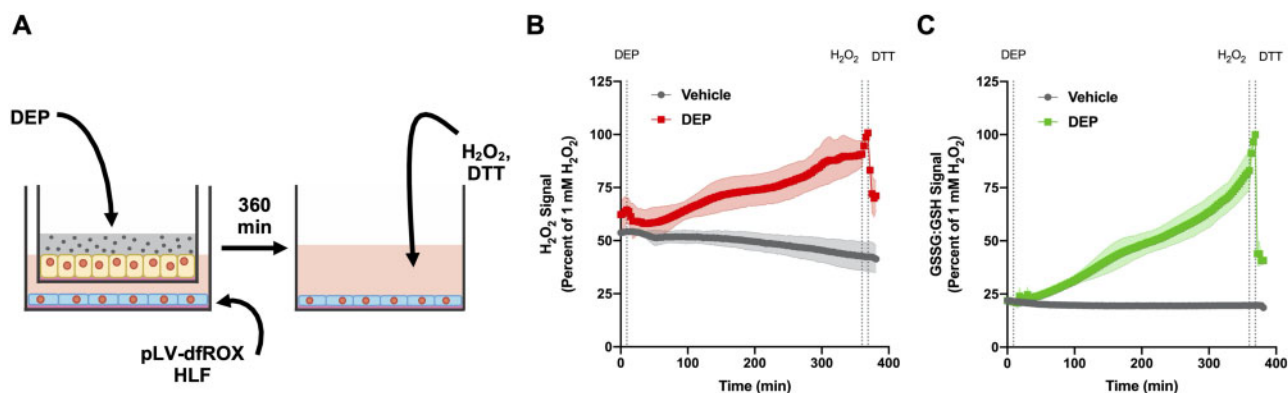 A
DEP
360
min
H₂O₂,
DTT
pLV-dfROX
HLF
B
DEP
H₂O₂
DTT
Vehicle
DEP
H₂O₂ Signal
(Percent of 1 mM H₂O₂)
125
100
75
50
25
0
0
100
200
300
400
Time (min)
C
DEP
H₂O₂
DTT
Vehicle
DEP
GSSG:GSH Signal
(Percent of 1 mM H₂O₂)
125
100
75
50
25
0
0
100
200
300
400
Time (min)